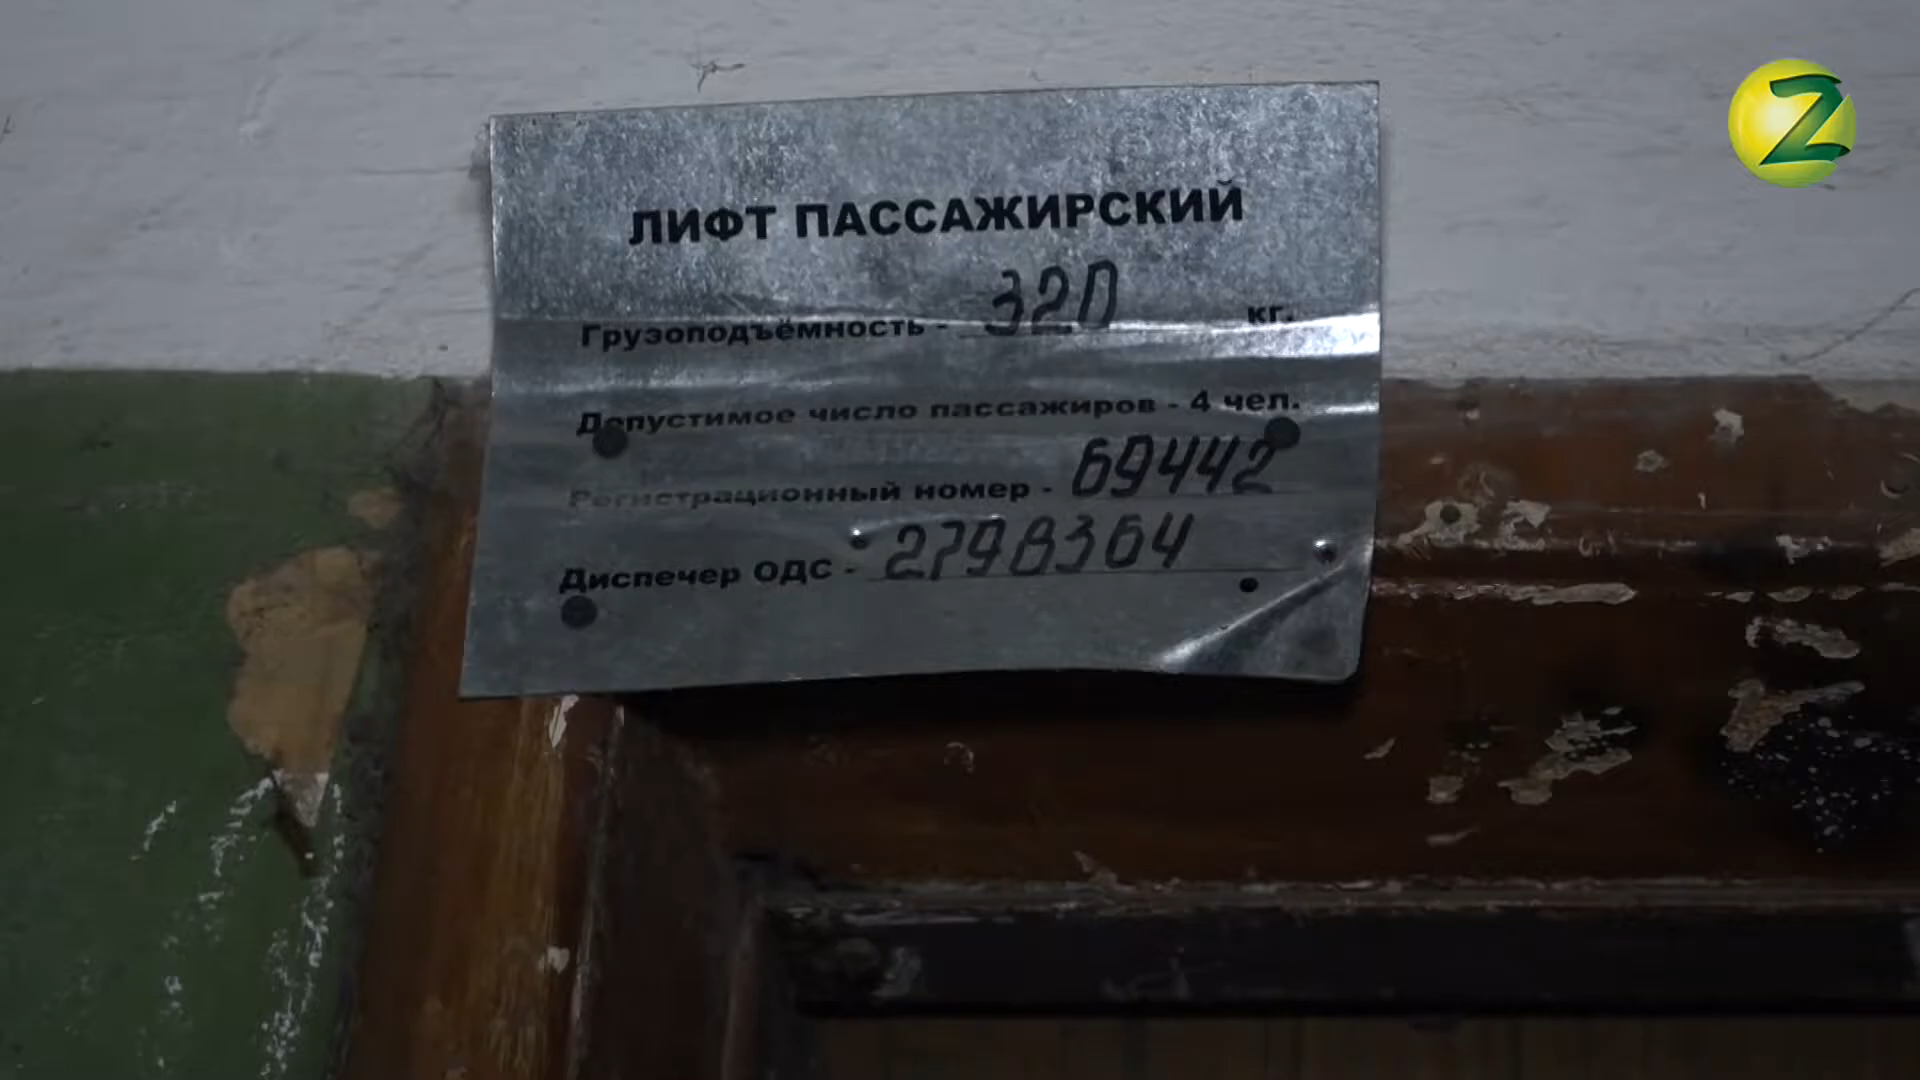 ЛИФТ ПАССАЖИРСКИЙ
Грузоподъёмность - 320 кг.
Допустимое число пассажиров - 4 чел.
Регистрационный номер - 69442
Диспечер ОДС - 2798364
Z